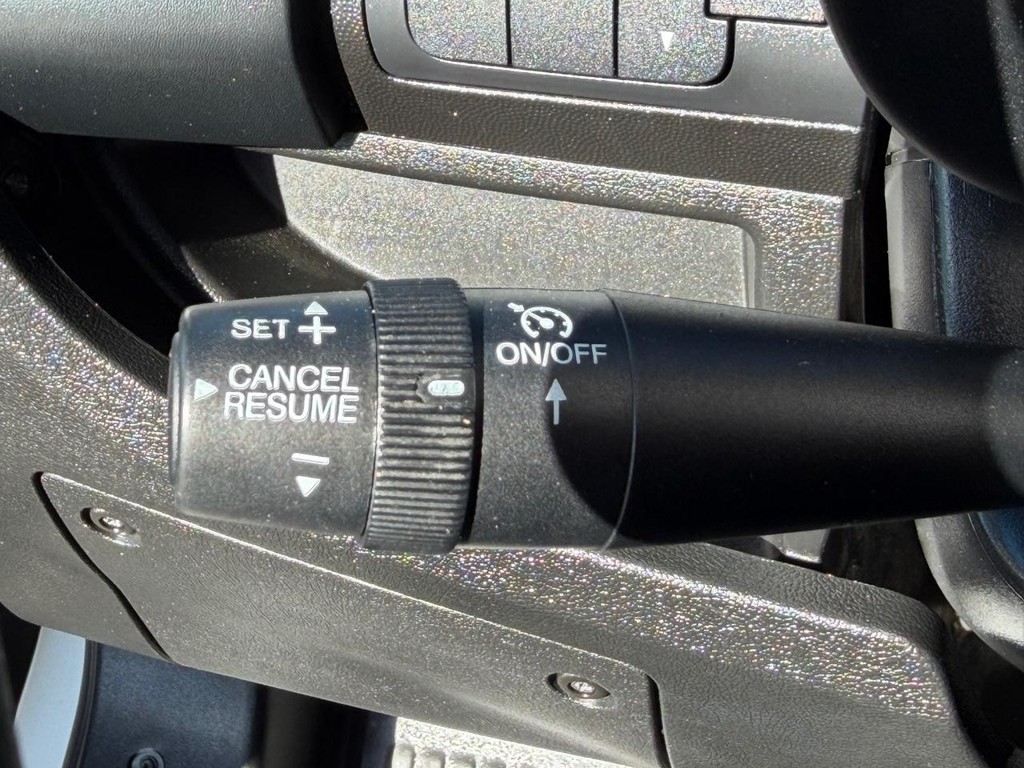 SET +
CANCEL
RESUME
–
ON/OFF